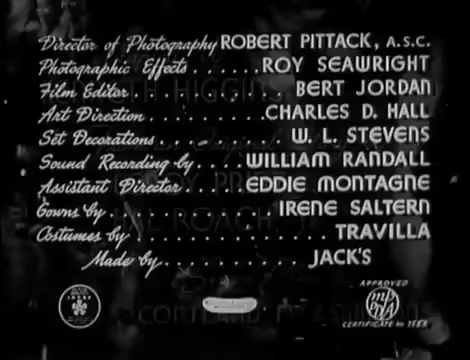 Director of Photography ROBERT PITTACK, A.S.C.
Photographic Effects . . . . . . ROY SEAWRIGHT
Film Editor . . . . . . . . . . . . BERT JORDAN
Art Direction . . . . . . . . . CHARLES D. HALL
Set Decorations . . . . . . . . . . W. L. STEVENS
Sound Recording by . . . . WILLIAM RANDALL
Assistant Director . . . . . EDDIE MONTAGNE
Gowns by . . . . . . . . . . . . IRENE SALTERN
Costumes by . . . . . . . . . . . . . . . . TRAVILLA
Made by . . . . . . . . . . . JACK'S
APPROVED
CERTIFICATE No.